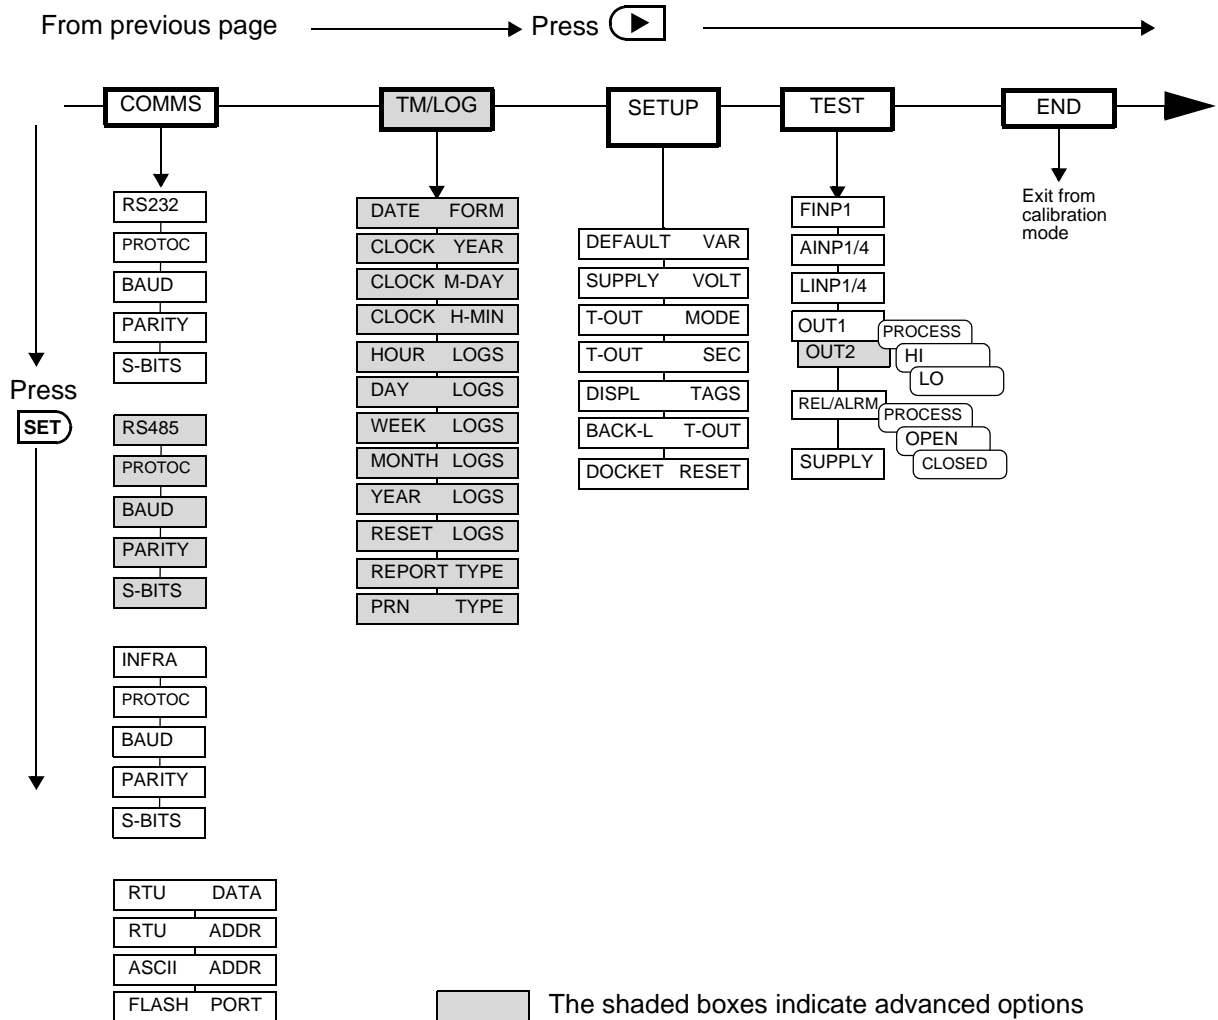 From previous page
Press
COMMS
TM/LOG
SETUP
TEST
END
Press
SET
RS232
PROTOC
BAUD
PARITY
S-BITS
RS485
PROTOC
BAUD
PARITY
S-BITS
INFRA
PROTOC
BAUD
PARITY
S-BITS
RTU DATA
RTU ADDR
ASCII ADDR
FLASH PORT
DATE FORM
CLOCK YEAR
CLOCK M-DAY
CLOCK H-MIN
HOUR LOGS
DAY LOGS
WEEK LOGS
MONTH LOGS
YEAR LOGS
RESET LOGS
REPORT TYPE
PRN TYPE
DEFAULT VAR
SUPPLY VOLT
T-OUT MODE
T-OUT SEC
DISPL TAGS
BACK-L T-OUT
DOCKET RESET
FINP1
AINP1/4
LINP1/4
OUT1
OUT2
PROCESS
HI
LO
REL/ALRM
PROCESS
OPEN
CLOSED
SUPPLY
Exit from
calibration
mode
The shaded boxes indicate advanced options